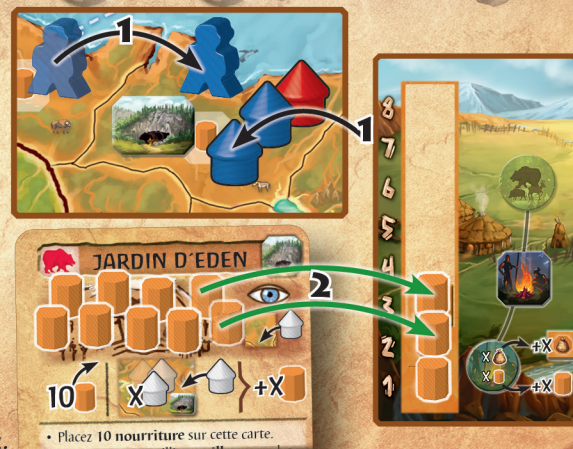 1
1
8
7
6
5
4
3
2
1
JARDIN D'EDEN
2
10
X
+X
X
+X
X
+X
• Placez 10 nourriture sur cette carte.